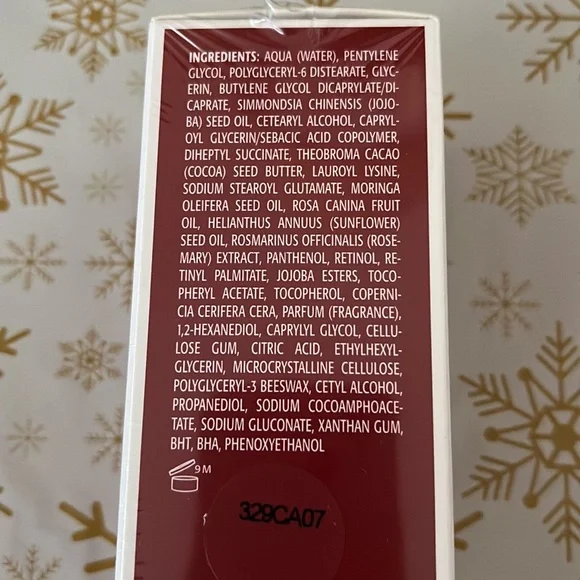 INGREDIENTS: AQUA (WATER), PENTYLENE
GLYCOL, POLYGLYCERYL-6 DISTEARATE, GLYC-
ERIN, BUTYLENE GLYCOL DICAPRYLATE/DI-
CAPRATE, SIMMONDSIA CHINENSIS (JOJO-
BA) SEED OIL, CETEARYL ALCOHOL, CAPRYL-
OYL GLYCERIN/SEBACIC ACID COPOLYMER,
DIHEPTYL SUCCINATE, THEOBROMA CACAO
(COCOA) SEED BUTTER, LAUROYL LYSINE,
SODIUM STEAROYL GLUTAMATE, MORINGA
OLEIFERA SEED OIL, ROSA CANINA FRUIT
OIL, HELIANTHUS ANNUUS (SUNFLOWER)
SEED OIL, ROSMARINUS OFFICINALIS (ROSE-
MARY) EXTRACT, PANTHENOL, RETINOL, RE-
TINYL PALMITATE, JOJOBA ESTERS, TOCO-
PHERYL ACETATE, TOCOPHEROL, COPERNI-
CIA CERIFERA CERA, PARFUM (FRAGRANCE),
1,2-HEXANEDIOL, CAPRYLYL GLYCOL, CELLU-
LOSE GUM, CITRIC ACID, ETHYLHEXYL-
GLYCERIN, MICROCRYSTALLINE CELLULOSE,
POLYGLYCERYL-3 BEESWAX, CETYL ALCOHOL,
PROPANEDIOL, SODIUM COCOAMPHOACE-
TATE, SODIUM GLUCONATE, XANTHAN GUM,
BHT, BHA, PHENOXYETHANOL
9M
329CA07